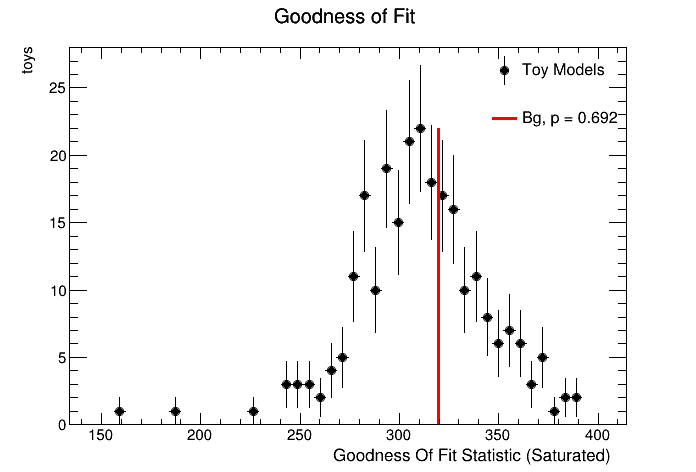 Goodness of Fit
toys
Toy Models
Bg, p = 0.692
25
20
15
10
5
0
150 200 250 300 350 400
Goodness Of Fit Statistic (Saturated)